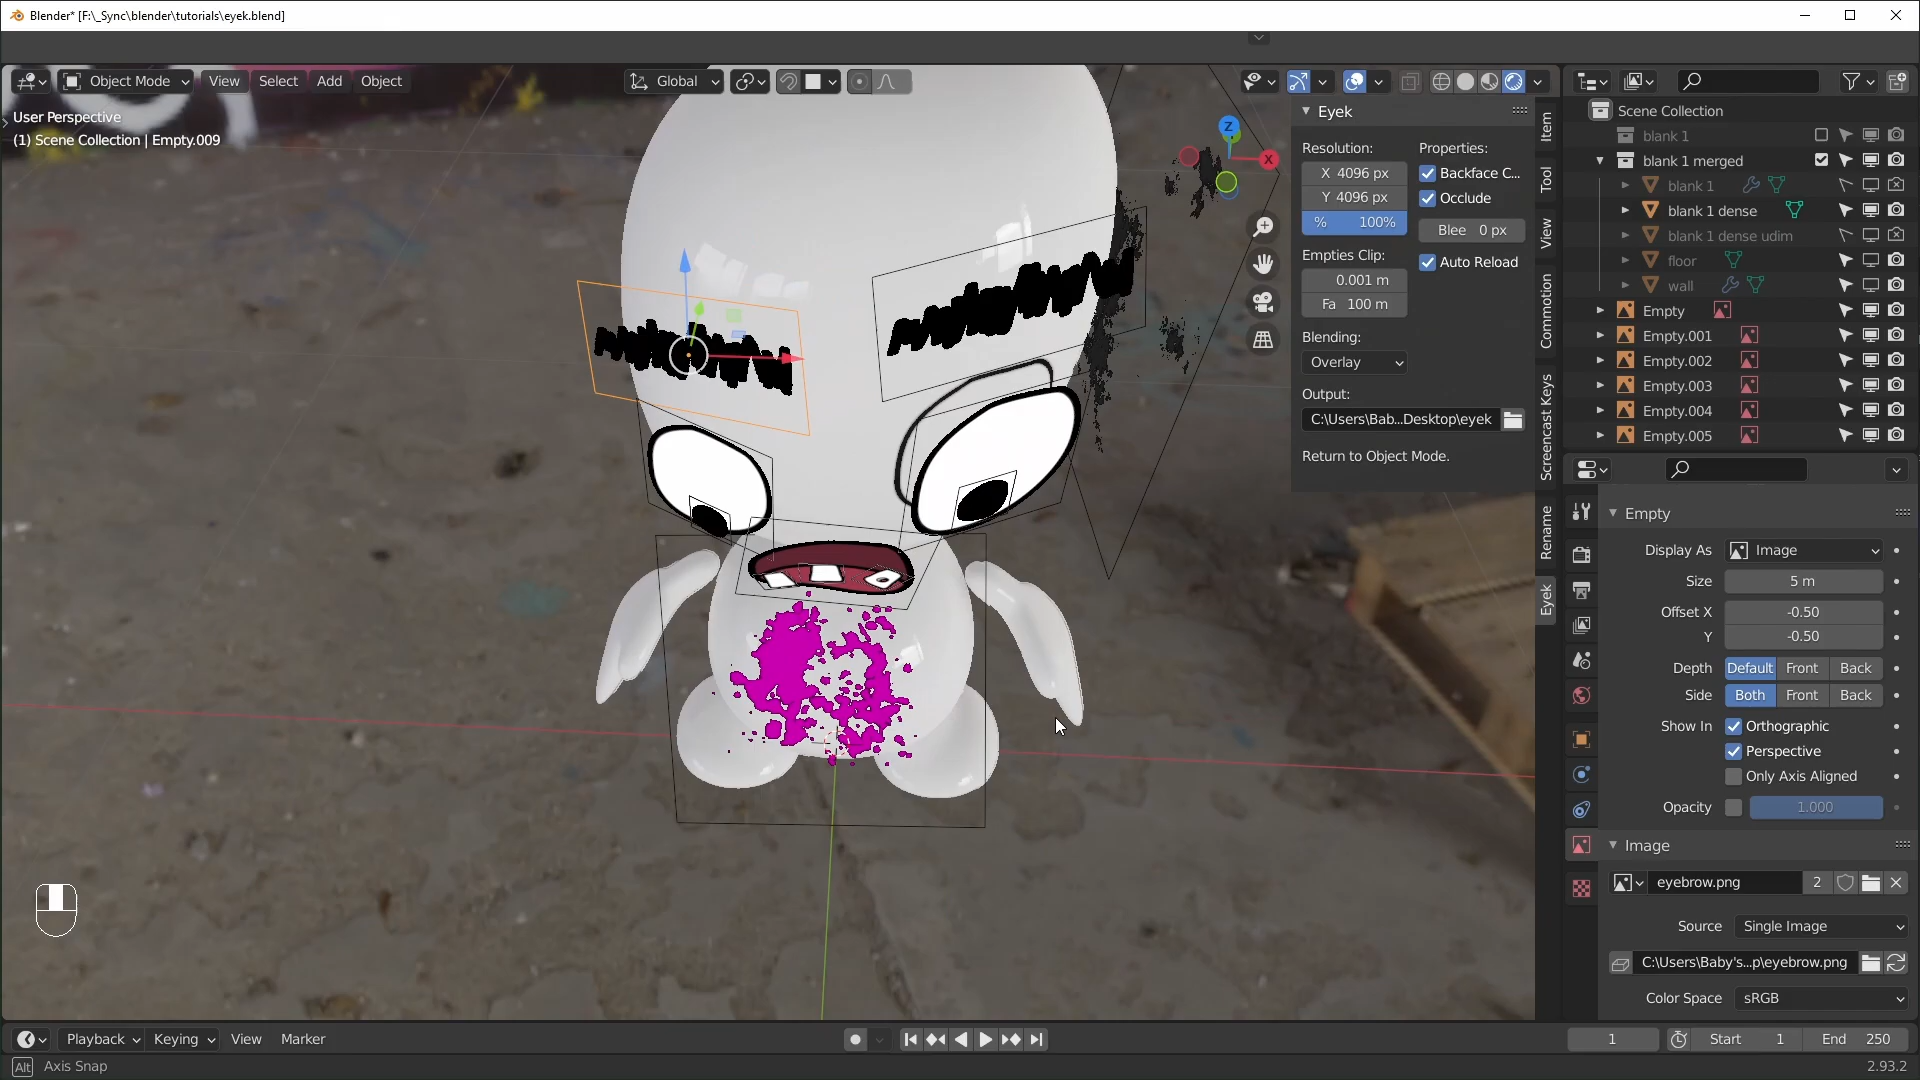 Blender* [F:\_Sync\blender\tutorials\eyek.blend]
Object Mode View Select Add Object Global
User Perspective
(1) Scene Collection | Empty.009
Z
X
Eyek
Resolution: Properties:
X 4096 px Backface C...
Y 4096 px Occlude
% 100% Blee 0 px
Empties Clip: Auto Reload
0.001 m
Fa 100 m
Blending:
Overlay
Output:
C:\Users\Bab...Desktop\eyek
Return to Object Mode.
Item
Tool
View
Commotion
Screencast Keys
Rename
Eyek
Scene Collection
blank 1
blank 1 merged
blank 1
blank 1 dense
blank 1 dense udim
floor
wall
Empty
Empty.001
Empty.002
Empty.003
Empty.004
Empty.005
Empty
Display As Image
Size 5 m
Offset X -0.50
Y -0.50
Depth Default Front Back
Side Both Front Back
Show In Orthographic
Perspective
Only Axis Aligned
Opacity 1.000
Image
eyebrow.png 2
Source Single Image
C:\Users\Baby's...p\eyebrow.png
Color Space sRGB
Playback Keying View Marker 1 Start 1 End 250
Alt Axis Snap 2.93.2